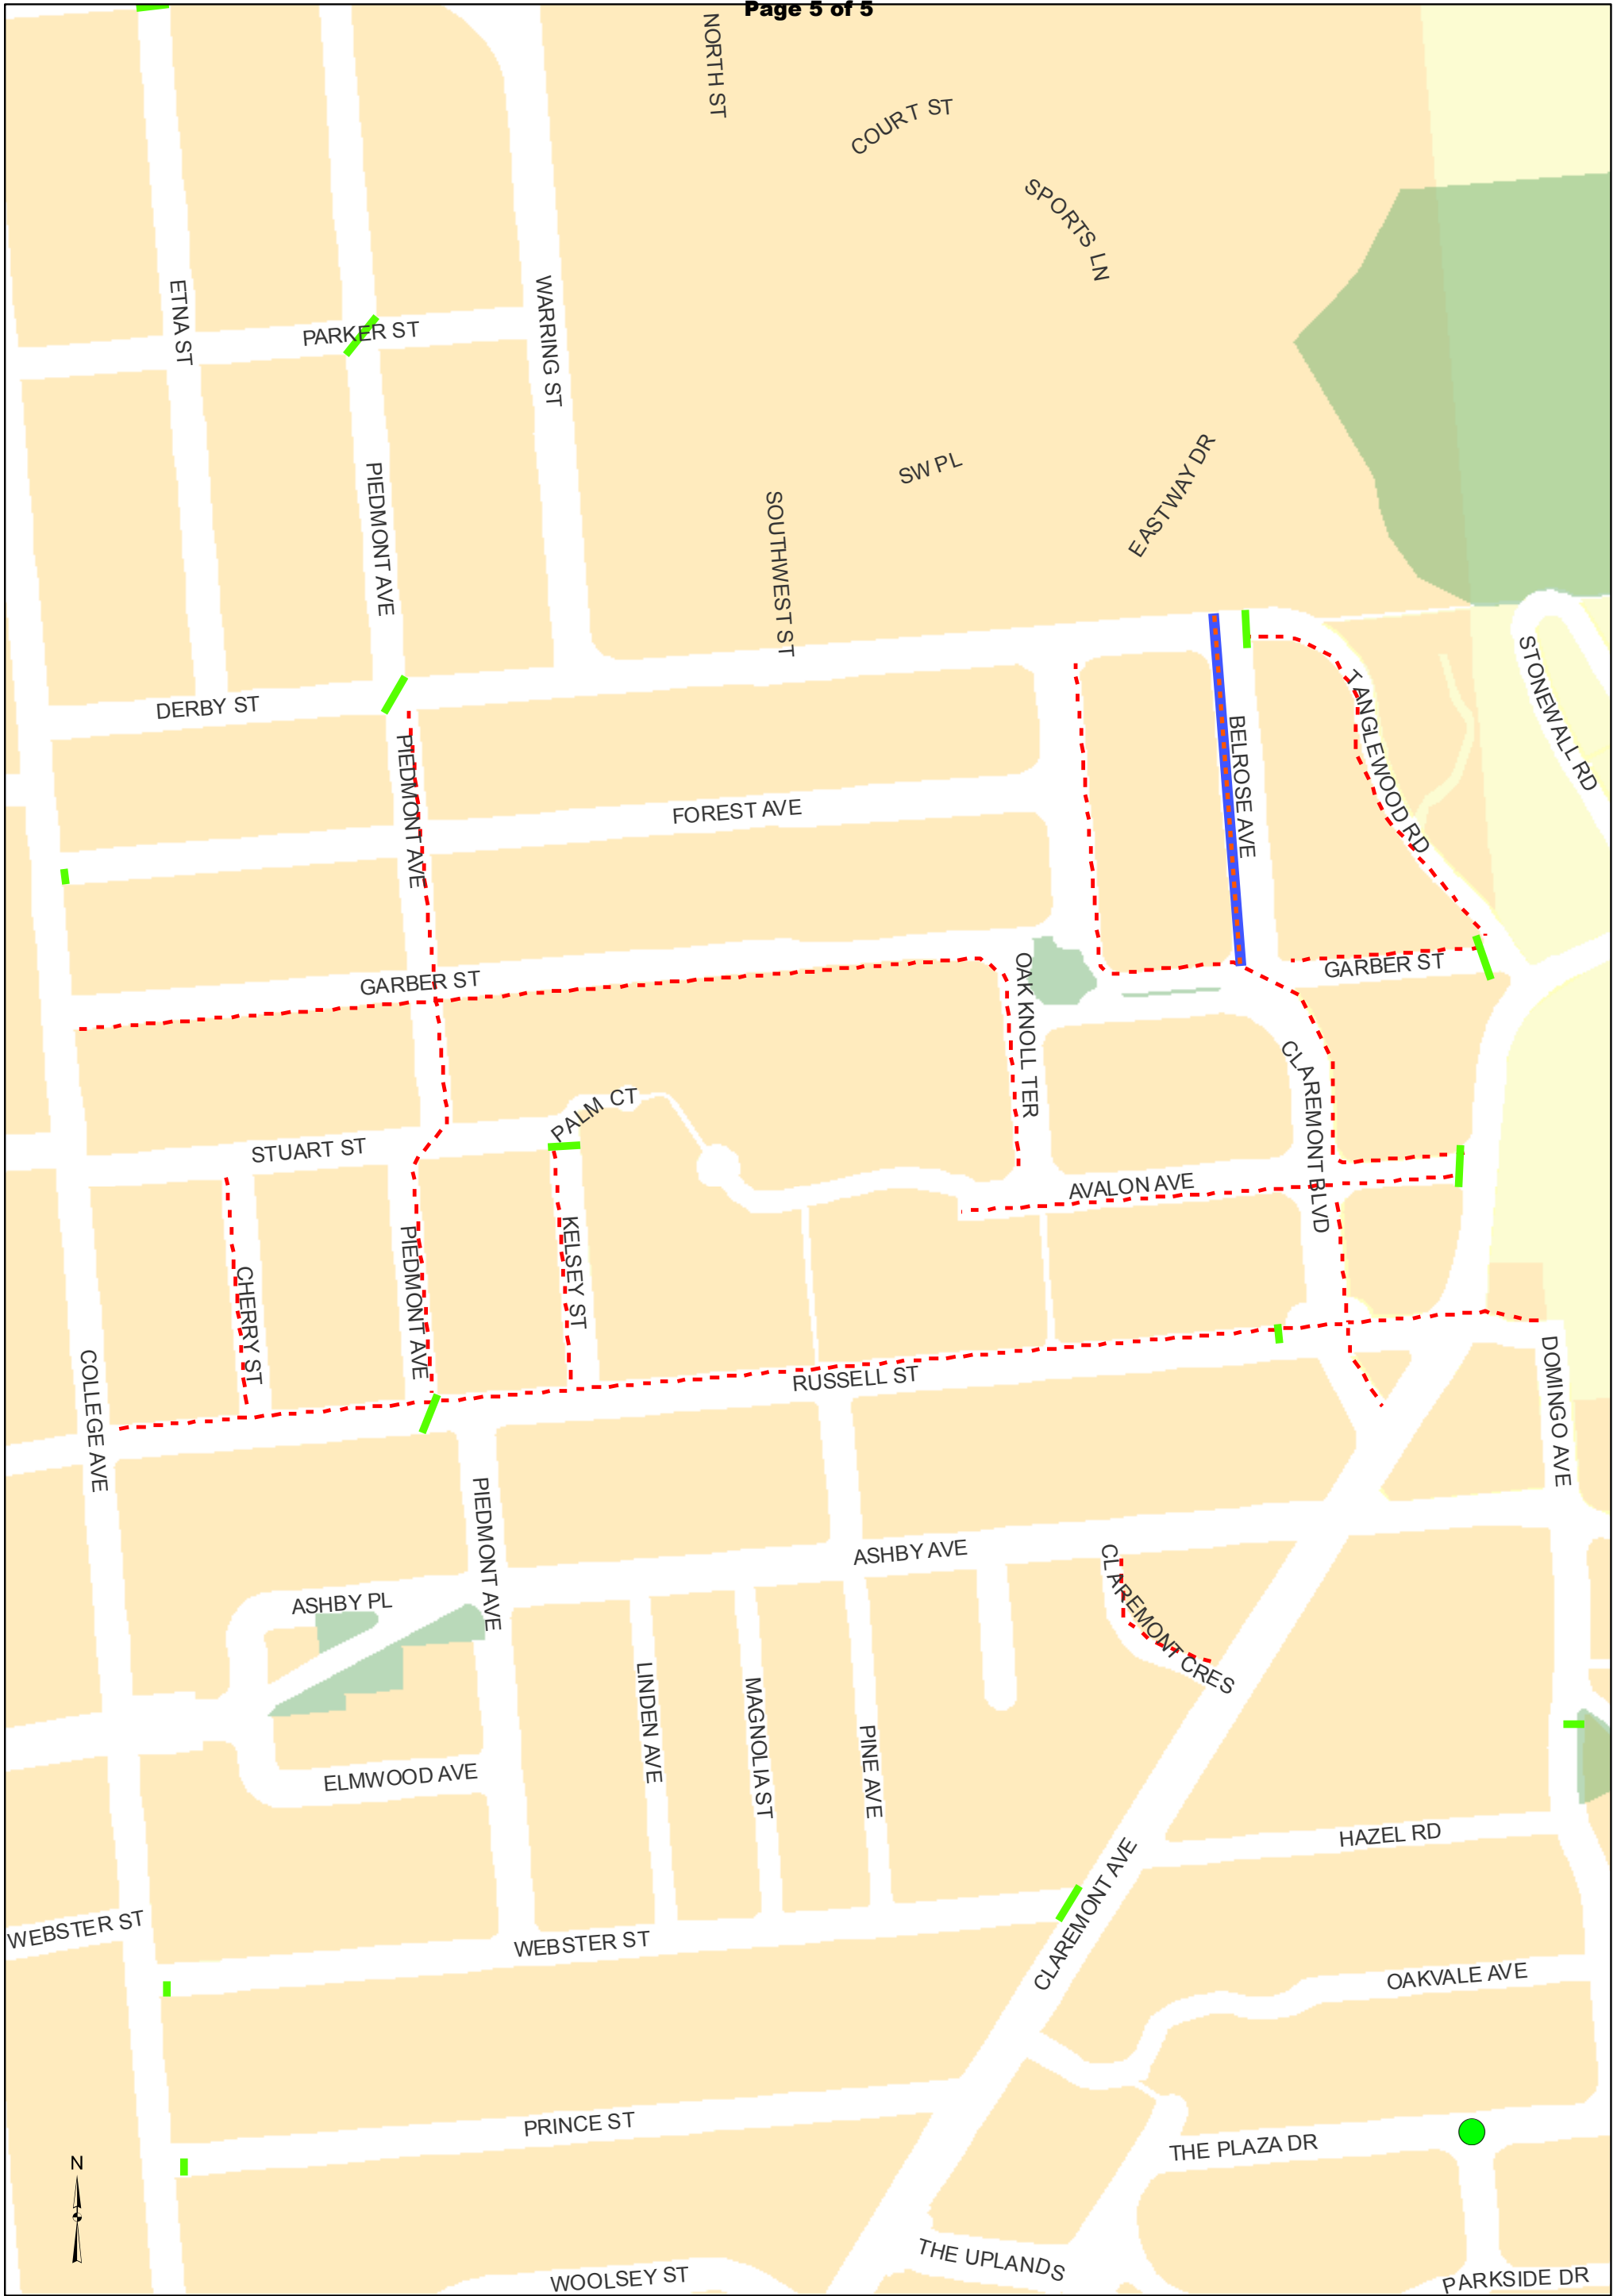 Page 5 of 5
NORTH ST
COURT ST
SPORTS LN
ETNA ST
PARKER ST
WARRING ST
PIEDMONT AVE
SW PL
EASTWAY DR
SOUTHWEST ST
STONEWALL RD
DERBY ST
TANGLEWOOD RD
BELROSE AVE
PIEDMONT AVE
FOREST AVE
GARBER ST
GARBER ST
OAK KNOLL TER
CLAREMONT BLVD
PALM CT
STUART ST
AVALON AVE
KELSEY ST
PIEDMONT AVE
CHERRY ST
COLLEGE AVE
RUSSELL ST
DOMINGO AVE
PIEDMONT AVE
ASHBY AVE
CLAREMONT CRES
ASHBY PL
LINDEN AVE
MAGNOLIA ST
PINE AVE
ELMWOOD AVE
HAZEL RD
CLAREMONT AVE
WEBSTER ST
WEBSTER ST
OAKVALE AVE
PRINCE ST
THE PLAZA DR
N
THE UPLANDS
WOOLSEY ST
PARKSIDE DR